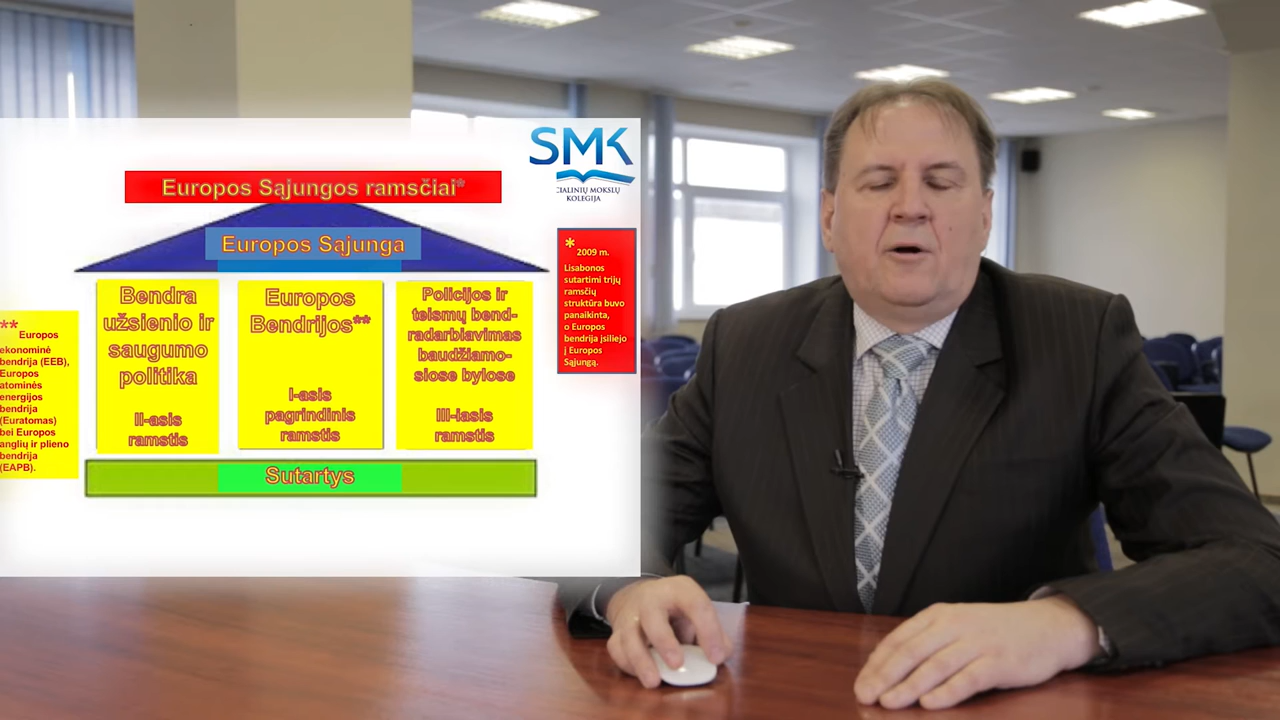 SMK
CIALINIŲ MOKSLŲ
KOLEGIJA
Europos Sąjungos ramsčiai*
Europos Sąjunga
Bendra
užsienio ir
saugumo
politika
II-asis
ramstis
Europos
Bendrijos**
I-asis
pagrindinis
ramstis
Policijos ir
teismų bend-
radarbiavimas
baudžiamo-
siose bylose
III-iasis
ramstis
Sutartys
* 2009 m.
Lisabonos
sutartimi trijų
ramsčių
struktūra buvo
panaikinta,
o Europos
bendrija įsiliejo
į Europos
Sąjungą.
** Europos
ekonominė
bendrija (EEB),
Europos
atominės
energijos
bendrija
(Euratomas)
bei Europos
anglių ir plieno
bendrija
(EAPB).